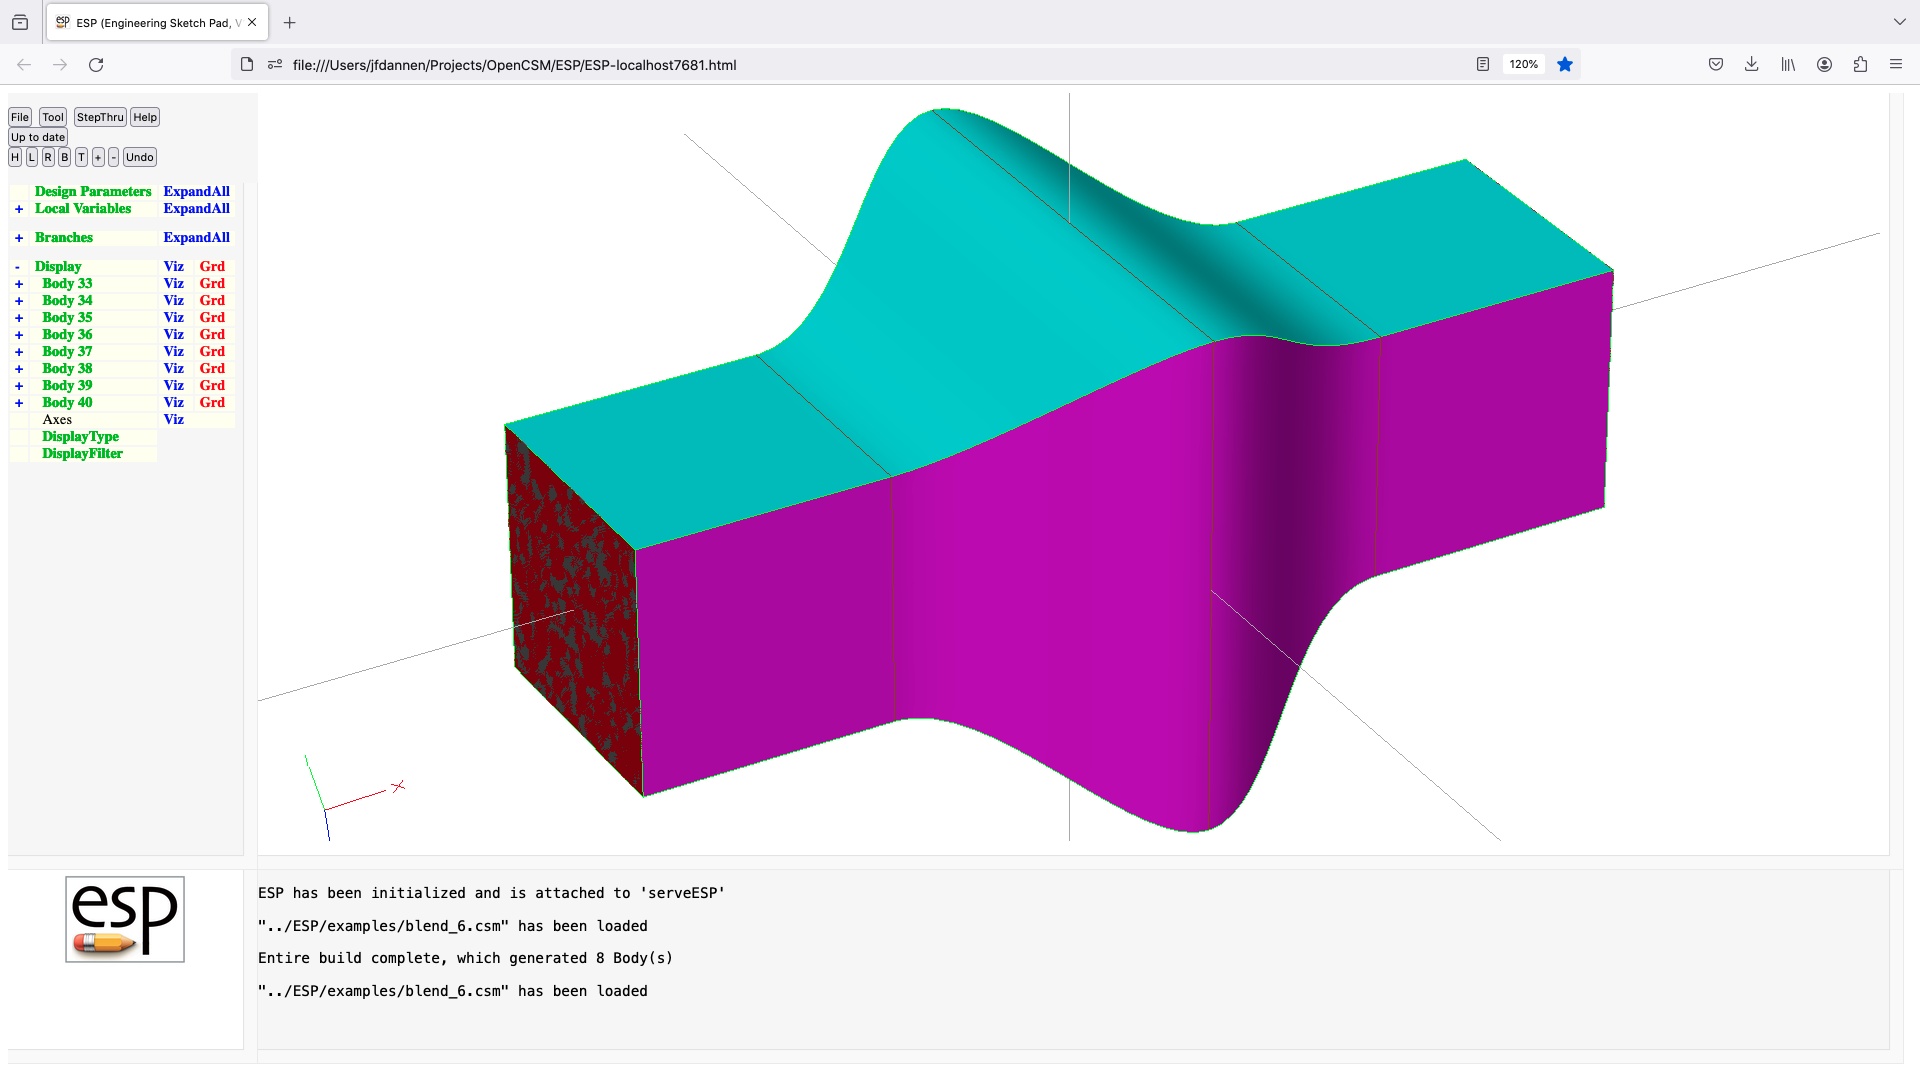 ESP (Engineering Sketch Pad, V
file:///Users/jfdannen/Projects/OpenCSM/ESP/ESP-localhost7681.html
120%
File Tool StepThru Help
Up to date
H L R B T + - Undo
Design Parameters ExpandAll
+ Local Variables ExpandAll
+ Branches ExpandAll
- Display Viz Grd
+ Body 33 Viz Grd
+ Body 34 Viz Grd
+ Body 35 Viz Grd
+ Body 36 Viz Grd
+ Body 37 Viz Grd
+ Body 38 Viz Grd
+ Body 39 Viz Grd
+ Body 40 Viz Grd
Axes Viz
DisplayType
DisplayFilter
X
esp
ESP has been initialized and is attached to 'serveESP'
"../ESP/examples/blend_6.csm" has been loaded
Entire build complete, which generated 8 Body(s)
"../ESP/examples/blend_6.csm" has been loaded